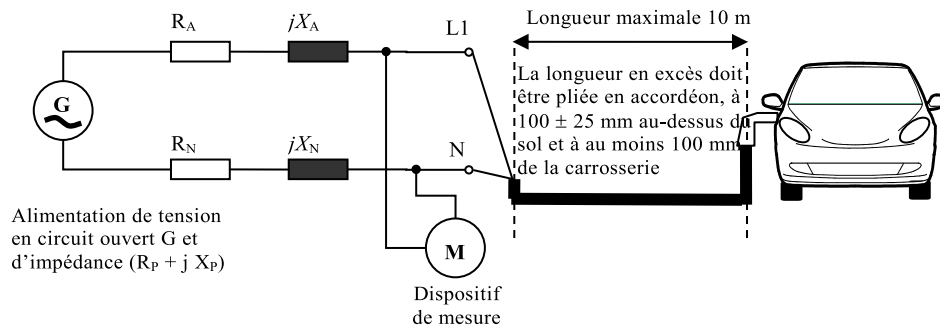 R_A
jX_A
L1
Longueur maximale 10 m
La longueur en excès doit
être pliée en accordéon, à
100 ± 25 mm au-dessus du
sol et à au moins 100 mm
de la carrosserie
G
R_N
jX_N
N
Alimentation de tension
en circuit ouvert G et
d’impédance (R_P + j X_P)
M
Dispositif
de mesure